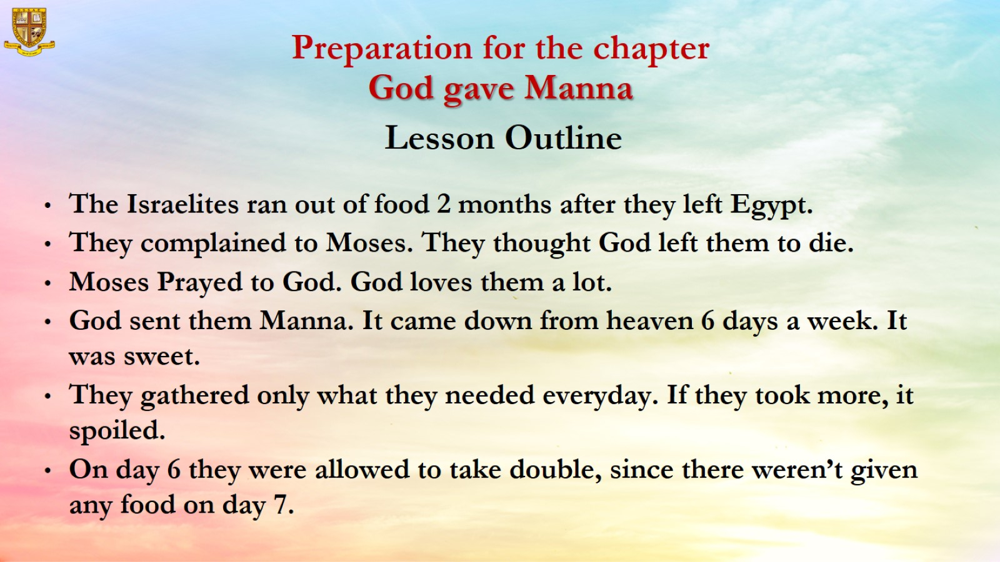 Preparation for the chapter
God gave Manna
Lesson Outline
• The Israelites ran out of food 2 months after they left Egypt.
• They complained to Moses. They thought God left them to die.
• Moses Prayed to God. God loves them a lot.
• God sent them Manna. It came down from heaven 6 days a week. It
was sweet.
• They gathered only what they needed everyday. If they took more, it
spoiled.
• On day 6 they were allowed to take double, since there weren’t given
any food on day 7.